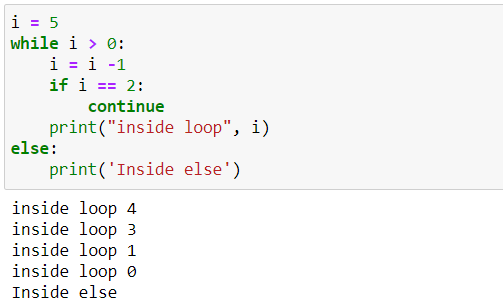 i = 5
while i > 0:
    i = i -1
    if i == 2:
        continue
    print("inside loop", i)
else:
    print('Inside else')
inside loop 4
inside loop 3
inside loop 1
inside loop 0
Inside else